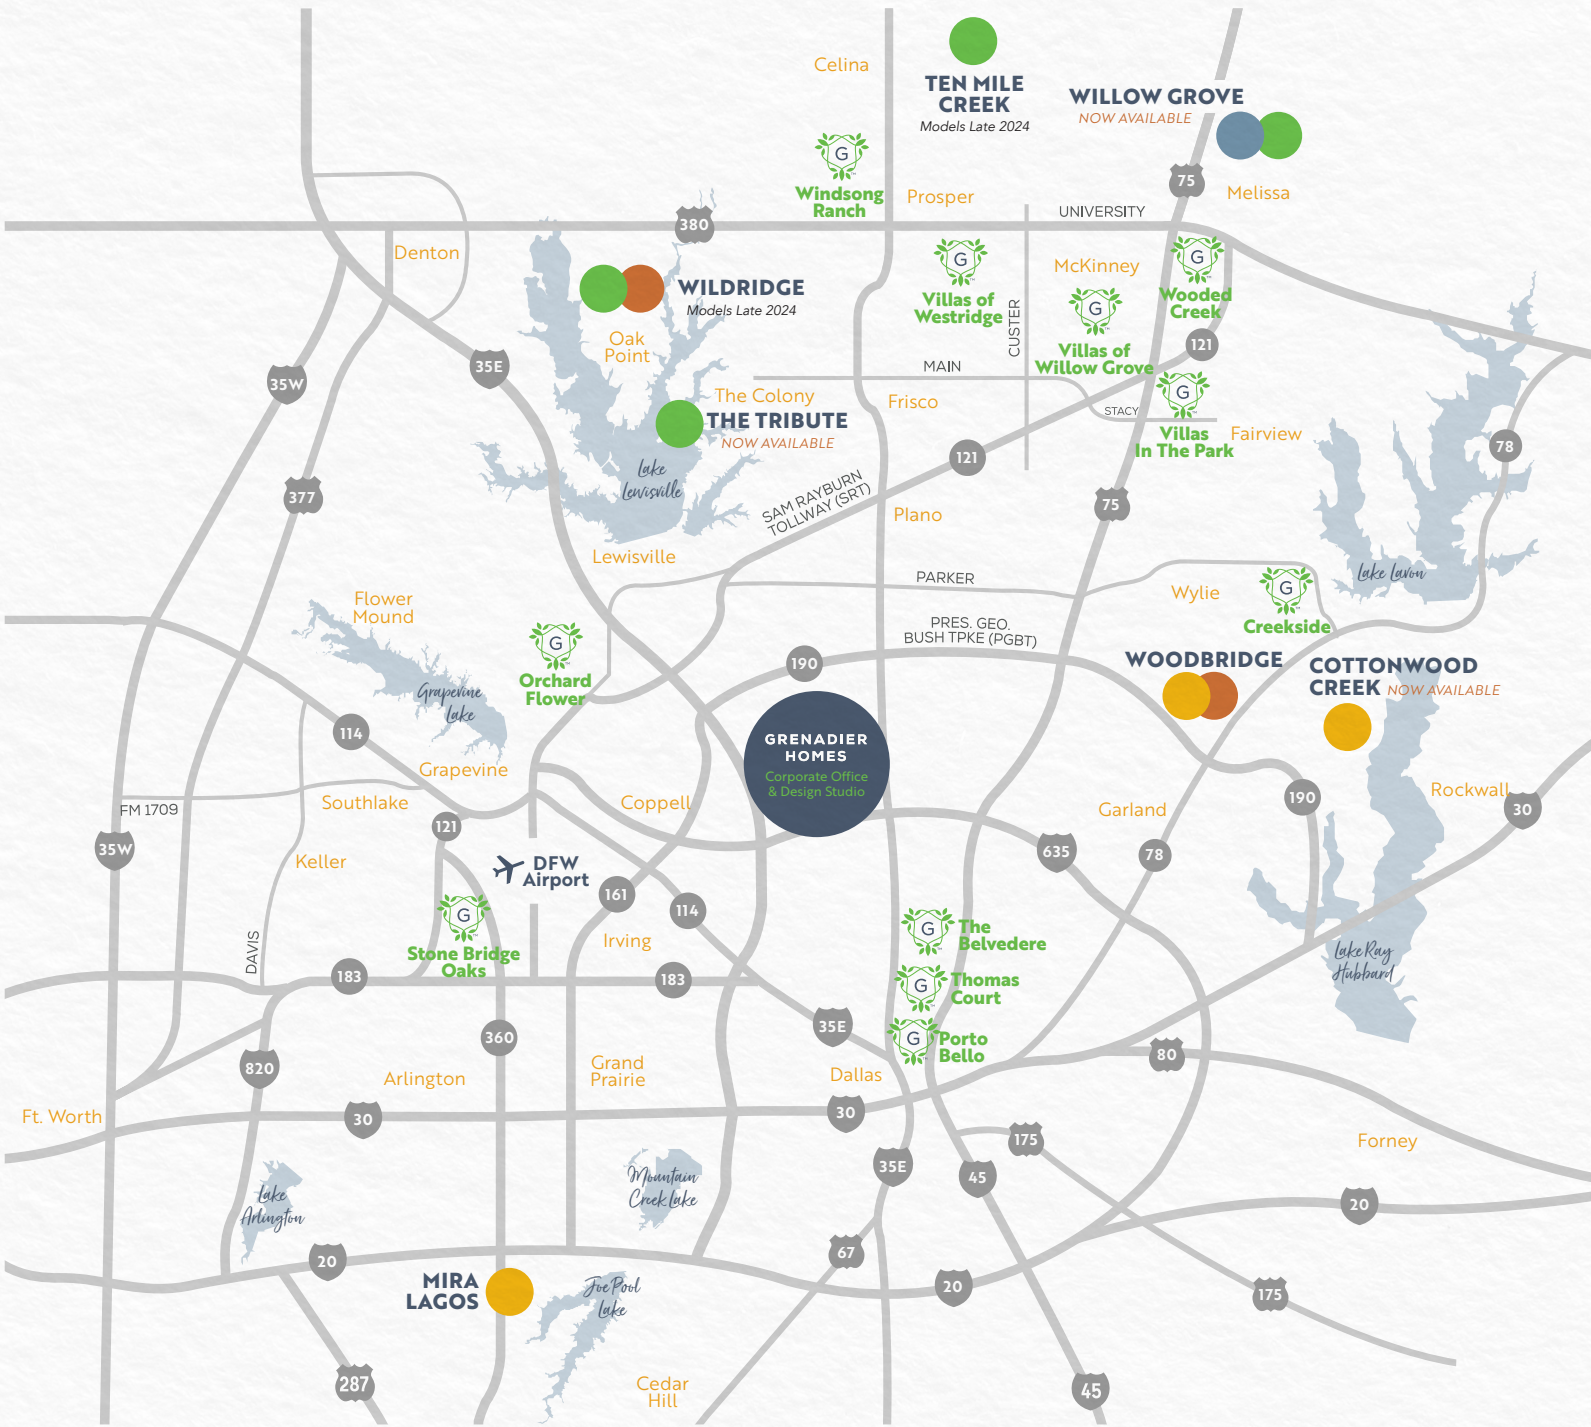 Celina
TEN MILE
CREEK
Models Late 2024
WILLOW GROVE
NOW AVAILABLE
75
Melissa
G
Windsong
Ranch
Prosper
UNIVERSITY
380
Denton
WILDRIDGE
Models Late 2024
Oak
Point
G
Villas of
Westridge
CUSTER
McKinney
G
Wooded
Creek
G
Villas of
Willow Grove
121
35W
35E
MAIN
The Colony
THE TRIBUTE
NOW AVAILABLE
Frisco
STACY
G
Villas
In The Park
Fairview
78
Lake
Lewisville
121
377
SAM RAYBURN
TOLLWAY (SRT)
Plano
75
Lewisville
PARKER
Wylie
G
Creekside
Lake Lavon
Flower
Mound
G
Orchard
Flower
PRES. GEO.
BUSH TPKE (PGBT)
190
WOODBRIDGE
COTTONWOOD
CREEK NOW AVAILABLE
Grapevine
Lake
114
GRENADIER
HOMES
Corporate Office
& Design Studio
Grapevine
Southlake
FM 1709
Coppell
Garland
190
Rockwall
30
121
35W
Keller
DFW
Airport
635
78
161
114
G
Stone Bridge
Oaks
DAVIS
Irving
G
The
Belvedere
Lake Ray
Hubbard
183
183
G
Thomas
Court
35E
G
Porto
Bello
360
820
Arlington
Grand
Prairie
Dallas
80
Ft. Worth
30
30
175
Forney
35E
45
Mountain
Creek Lake
Lake
Arlington
20
67
20
20
MIRA
LAGOS
Joe Pool
Lake
175
287
Cedar
Hill
45